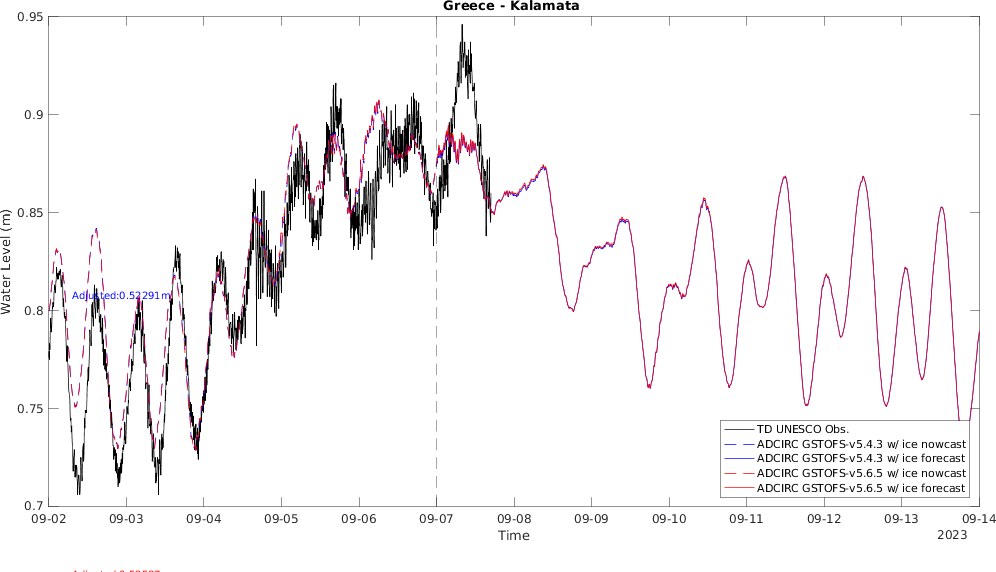 Greece - Kalamata
0.95
0.9
0.85
0.8
0.75
0.7
Water Level (m)
Adjusted:0.52291m
TD UNESCO Obs.
ADCIRC GSTOFS-v5.4.3 w/ ice nowcast
ADCIRC GSTOFS-v5.4.3 w/ ice forecast
ADCIRC GSTOFS-v5.6.5 w/ ice nowcast
ADCIRC GSTOFS-v5.6.5 w/ ice forecast
09-02 09-03 09-04 09-05 09-06 09-07 09-08 09-09 09-10 09-11 09-12 09-13 09-14
Time
2023